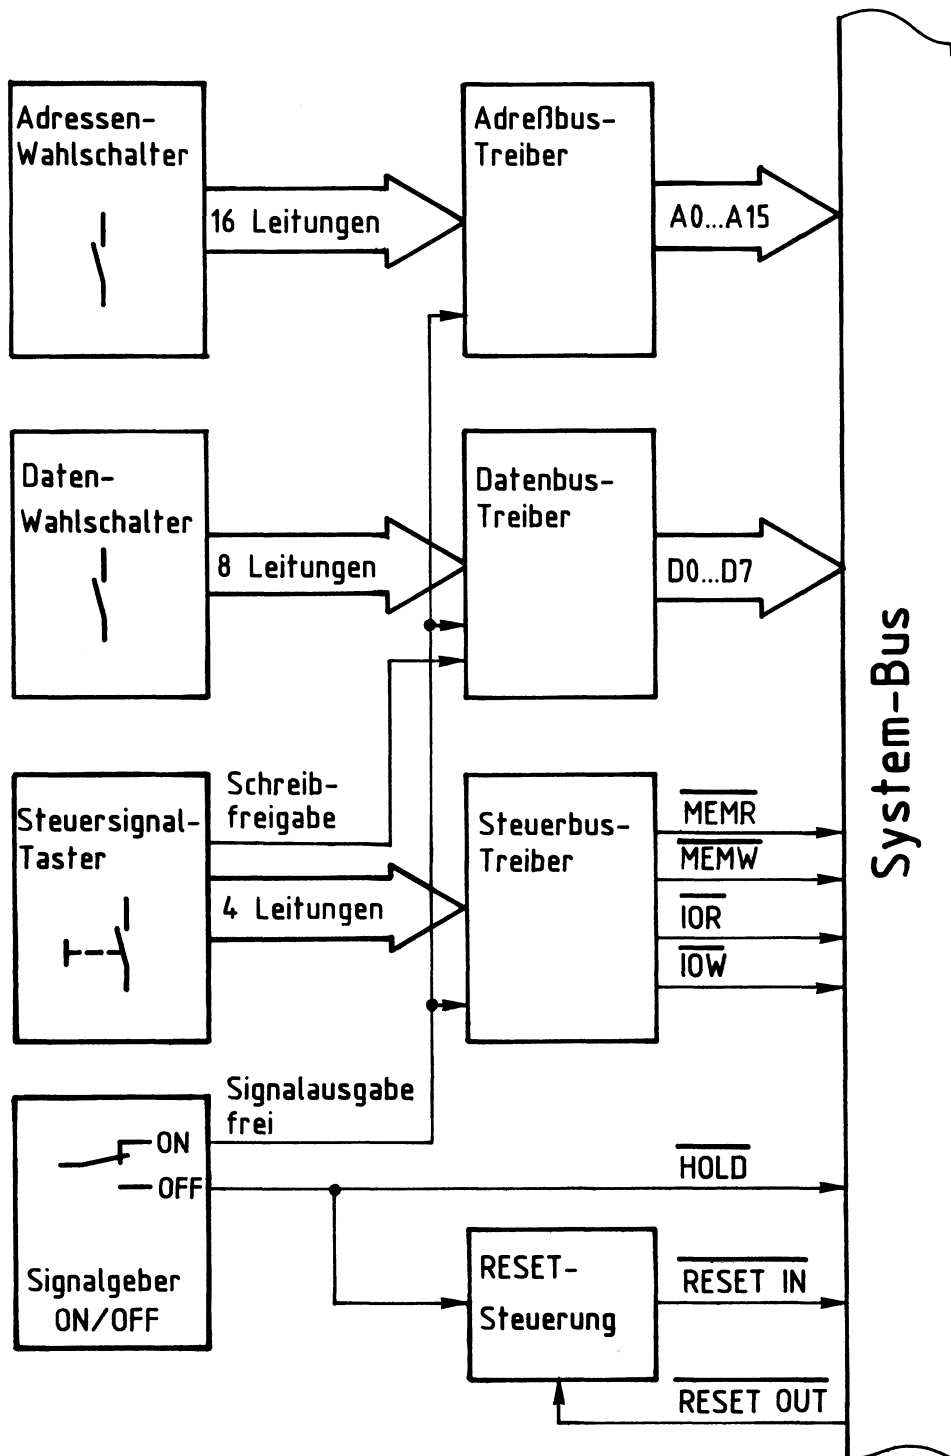 Adressen-
Wahlschalter
16 Leitungen
Adreßbus-
Treiber
A0...A15
Daten-
Wahlschalter
8 Leitungen
Datenbus-
Treiber
D0...D7
System-Bus
Steuersignal-
Taster
Schreib-
freigabe
4 Leitungen
Steuerbus-
Treiber
MEMR
MEMW
IOR
IOW
Signalausgabe
frei
ON
OFF
Signalgeber
ON/OFF
HOLD
RESET-
Steuerung
RESET IN
RESET OUT